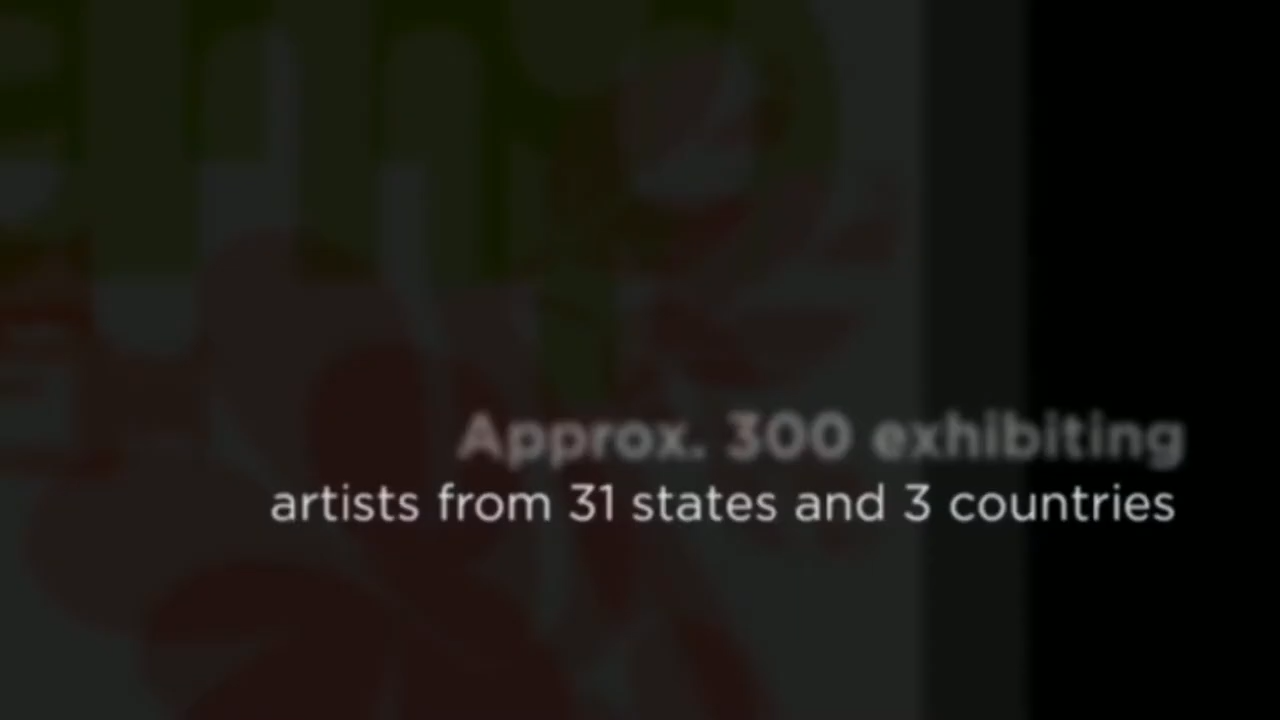 Approx. 300 exhibiting
artists from 31 states and 3 countries